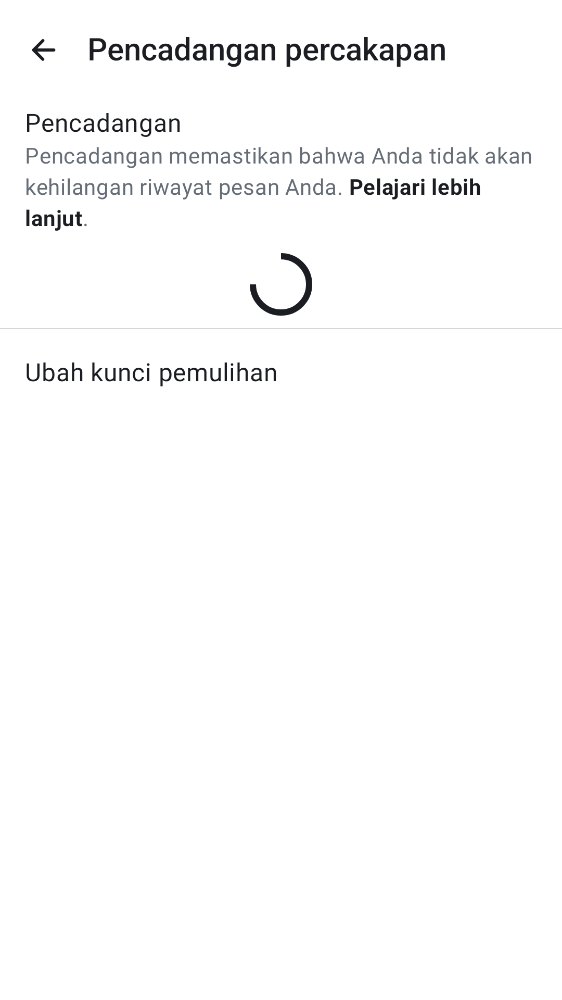 Pencadangan percakapan
Pencadangan
Pencadangan memastikan bahwa Anda tidak akan
kehilangan riwayat pesan Anda. Pelajari lebih
lanjut.
Ubah kunci pemulihan